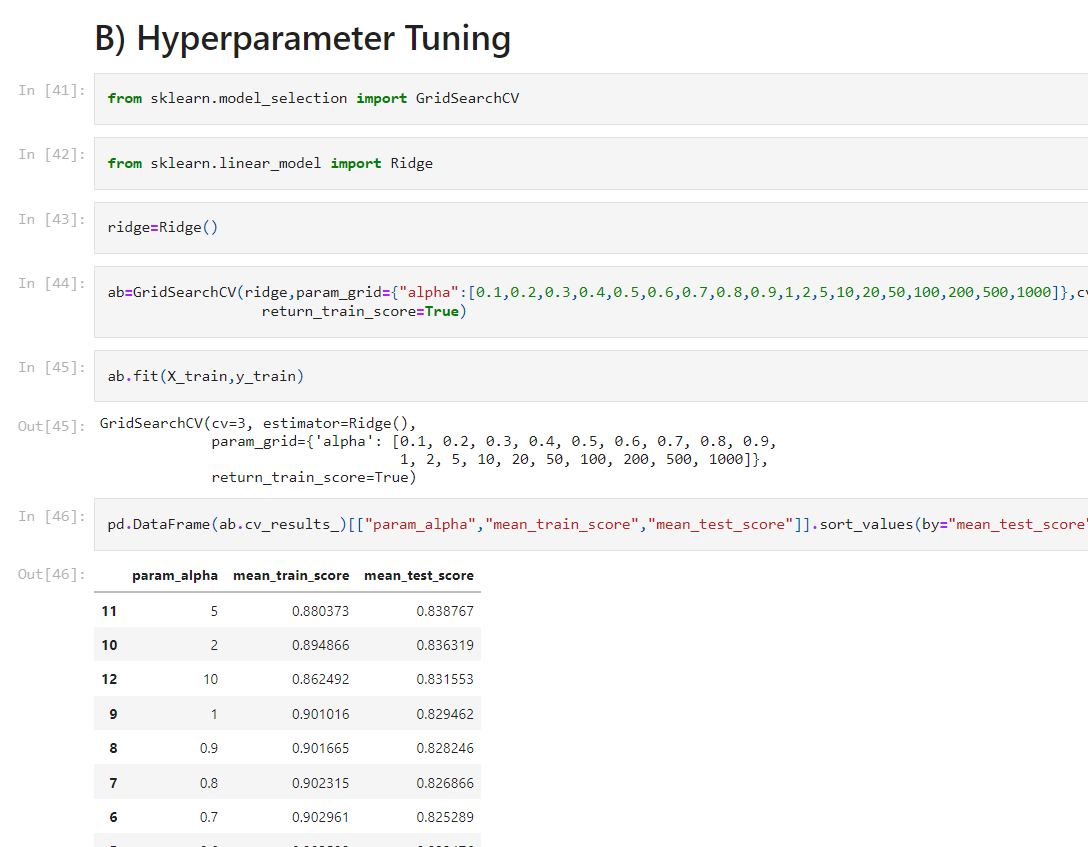 B) Hyperparameter Tuning
In [41]: from sklearn.model_selection import GridSearchCV
In [42]: from sklearn.linear_model import Ridge
In [43]: ridge=Ridge()
In [44]: ab=GridSearchCV(ridge,param_grid={"alpha":[0.1,0.2,0.3,0.4,0.5,0.6,0.7,0.8,0.9,1,2,5,10,20,50,100,200,500,1000]},cv
return_train_score=True)
In [45]: ab.fit(X_train,y_train)
Out[45]: GridSearchCV(cv=3, estimator=Ridge(),
param_grid={'alpha': [0.1, 0.2, 0.3, 0.4, 0.5, 0.6, 0.7, 0.8, 0.9,
1, 2, 5, 10, 20, 50, 100, 200, 500, 1000]},
return_train_score=True)
In [46]: pd.DataFrame(ab.cv_results_)[["param_alpha","mean_train_score","mean_test_score"]].sort_values(by="mean_test_score"
Out[46]: param_alpha mean_train_score mean_test_score
11 5 0.880373 0.838767
10 2 0.894866 0.836319
12 10 0.862492 0.831553
9 1 0.901016 0.829462
8 0.9 0.901665 0.828246
7 0.8 0.902315 0.826866
6 0.7 0.902961 0.825289